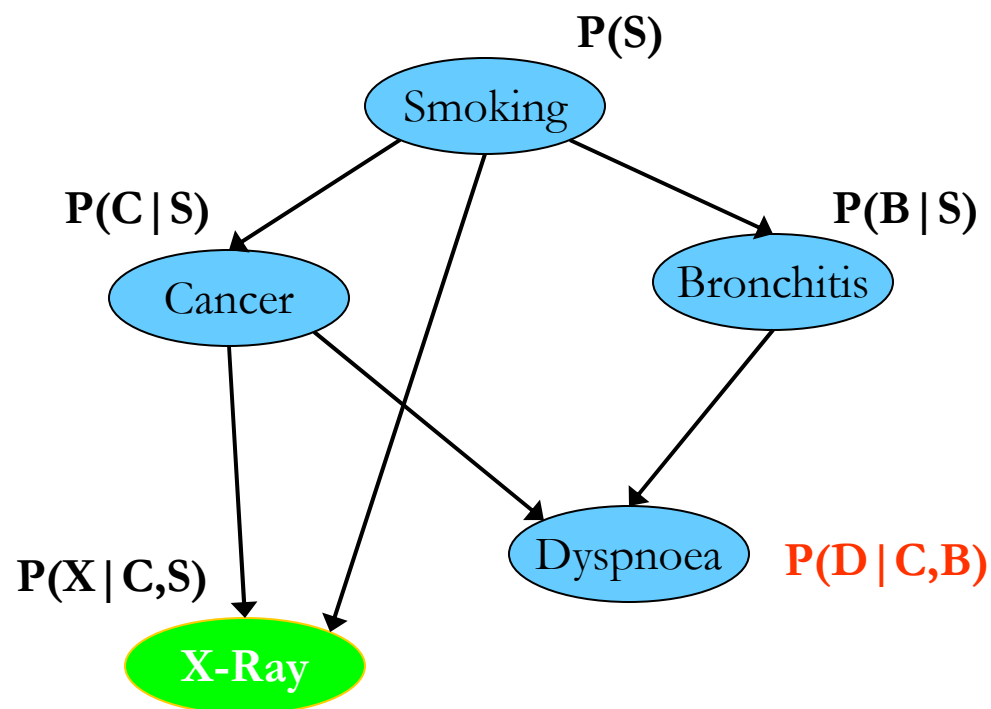 P(S)
Smoking
P(C|S)
P(B|S)
Cancer
Bronchitis
Dyspnoea
P(D|C,B)
P(X|C,S)
X-Ray